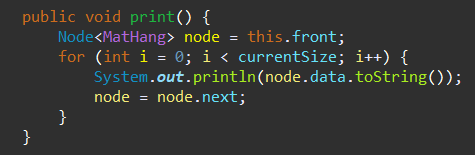 public void print() {
    Node<MatHang> node = this.front;
    for (int i = 0; i < currentSize; i++) {
        System.out.println(node.data.toString());
        node = node.next;
    }
}